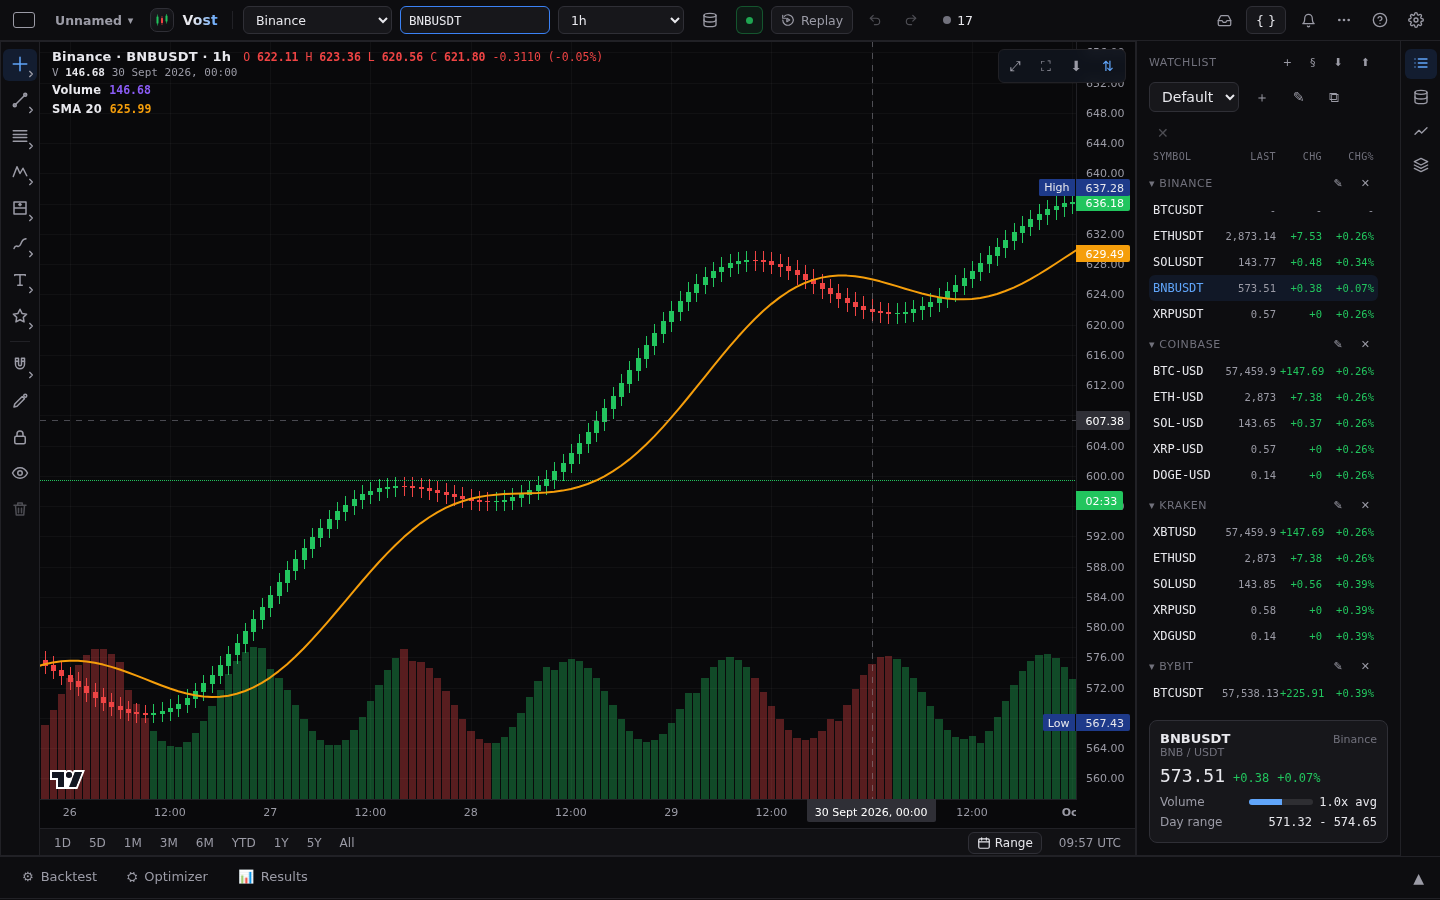 Unnamed ▾ Vost Binance BNBUSDT 1h Replay 17 { }
Binance · BNBUSDT · 1h O 622.11 H 623.36 L 620.56 C 621.80 -0.3110 (-0.05%)
V 146.68 30 Sept 2026, 00:00
Volume 146.68
SMA 20 625.99
632.00
648.00
644.00
640.00
High 637.28
636.18
632.00
629.49
628.00
624.00
620.00
616.00
612.00
607.38
604.00
600.00
02:33
592.00
588.00
584.00
580.00
576.00
572.00
Low 567.43
564.00
560.00
26 12:00 27 12:00 28 12:00 29 12:00 30 Sept 2026, 00:00 12:00 Oc
1D 5D 1M 3M 6M YTD 1Y 5Y All Range 09:57 UTC
WATCHLIST + §
Default +
SYMBOL LAST CHG CHG%
▾ BINANCE
BTCUSDT - - -
ETHUSDT 2,873.14 +7.53 +0.26%
SOLUSDT 143.77 +0.48 +0.34%
BNBUSDT 573.51 +0.38 +0.07%
XRPUSDT 0.57 +0 +0.26%
▾ COINBASE
BTC-USD 57,459.9 +147.69 +0.26%
ETH-USD 2,873 +7.38 +0.26%
SOL-USD 143.65 +0.37 +0.26%
XRP-USD 0.57 +0 +0.26%
DOGE-USD 0.14 +0 +0.26%
▾ KRAKEN
XBTUSD 57,459.9 +147.69 +0.26%
ETHUSD 2,873 +7.38 +0.26%
SOLUSD 143.85 +0.56 +0.39%
XRPUSD 0.58 +0 +0.39%
XDGUSD 0.14 +0 +0.39%
▾ BYBIT
BTCUSDT 57,538.13 +225.91 +0.39%
BNBUSDT Binance
BNB / USDT
573.51 +0.38 +0.07%
Volume 1.0x avg
Day range 571.32 - 574.65
Backtest Optimizer Results